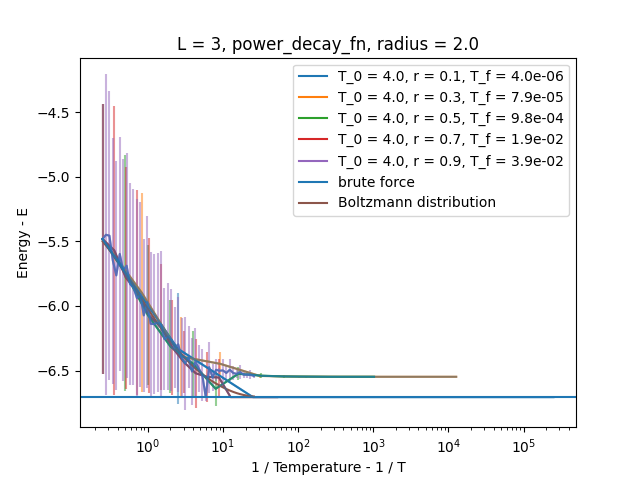 L = 3, power_decay_fn, radius = 2.0
T_0 = 4.0, r = 0.1, T_f = 4.0e-06
T_0 = 4.0, r = 0.3, T_f = 7.9e-05
T_0 = 4.0, r = 0.5, T_f = 9.8e-04
T_0 = 4.0, r = 0.7, T_f = 1.9e-02
T_0 = 4.0, r = 0.9, T_f = 3.9e-02
brute force
Boltzmann distribution
Energy - E
−4.5
−5.0
−5.5
−6.0
−6.5
10⁰ 10¹ 10² 10³ 10⁴ 10⁵
1 / Temperature - 1 / T